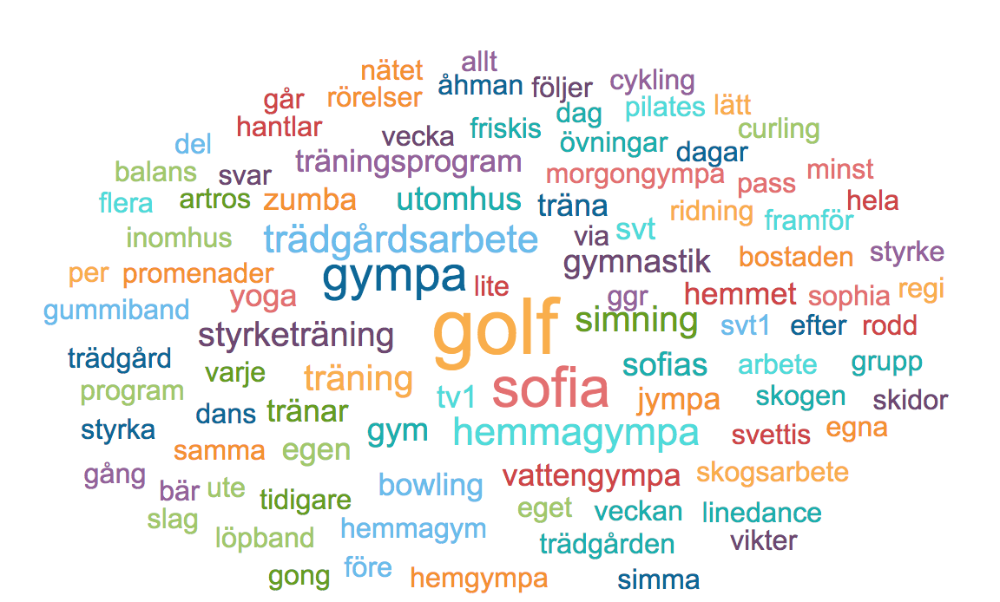 allt
nätet
åhman följer cykling
går rörelser dag pilates lätt
hantlar vecka friskis övningar curling
del träningsprogram dagar
balans svar morgongympa pass minst
flera artros zumba utomhus träna ridning hela
inomhus trädgårdsarbete via svt framför
per promenader gympa lite gymnastik bostaden styrke
gummiband yoga golf ggr hemmet sophia regi
styrketräning simning svt1 efter rodd
trädgård varje träning sofia sofias arbete grupp
program dans tränar tv1 jympa skogen skidor
styrka samma egen gym hemmagympa svettis egna
gång bär ute tidigare bowling vattengympa skogsarbete
slag löpband hemmagym eget veckan linedance
gong före hemgympa trädgården simma vikter